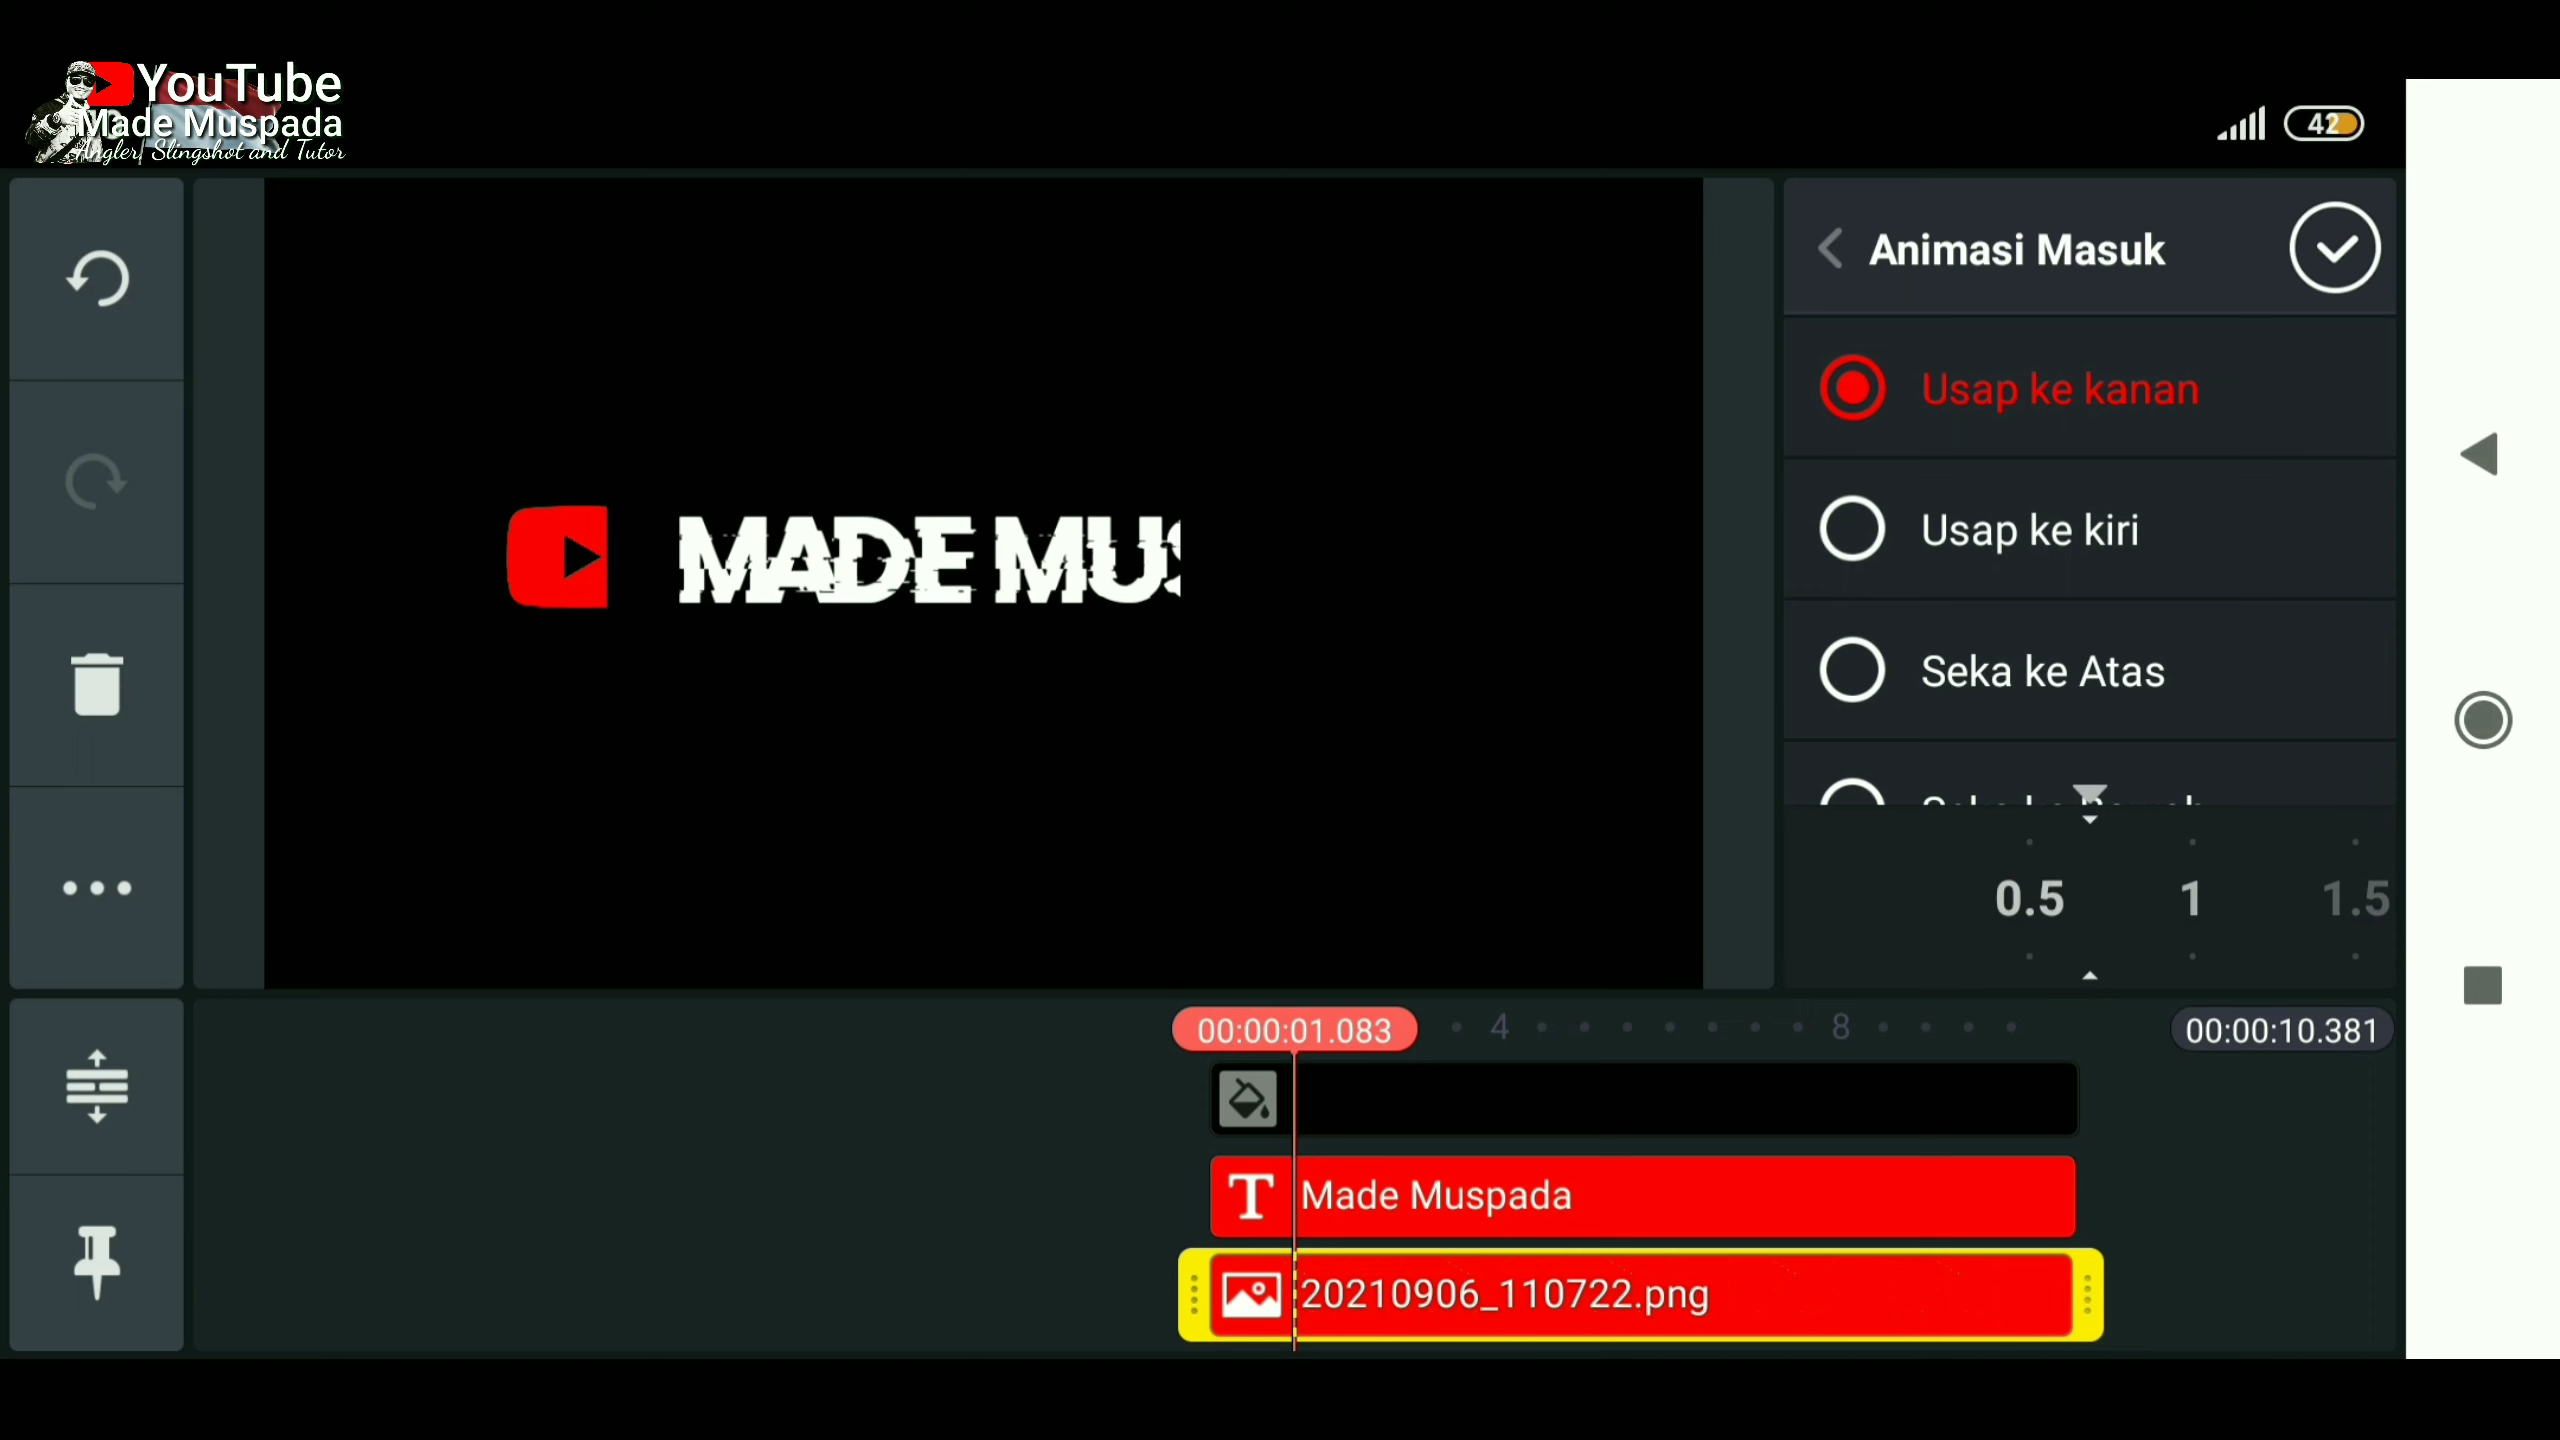 YouTube
Made Muspada
Angler, Slingshot and Tutor
42
Animasi Masuk
Usap ke kanan
Usap ke kiri
Seka ke Atas
MADE MUS
0.5 1 1.5
00:00:01.083 4 8 00:00:10.381
T Made Muspada
20210906_110722.png